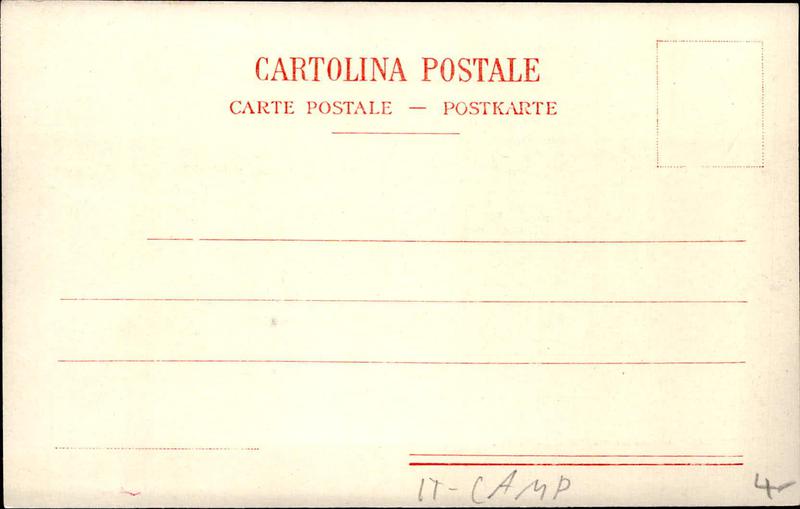 CARTOLINA POSTALE
CARTE POSTALE — POSTKARTE
IT-CAMP
4-